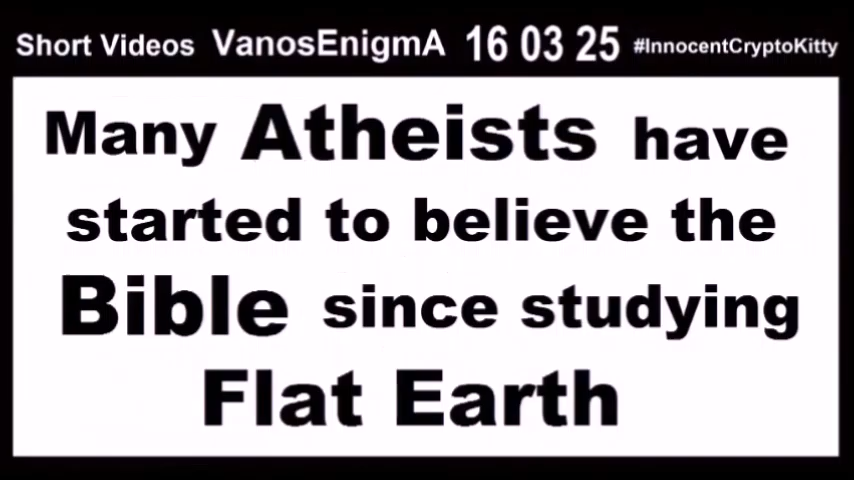 Short Videos VanosEnigmA 16 03 25 #InnocentCryptoKitty
Many Atheists have
started to believe the
Bible since studying
Flat Earth